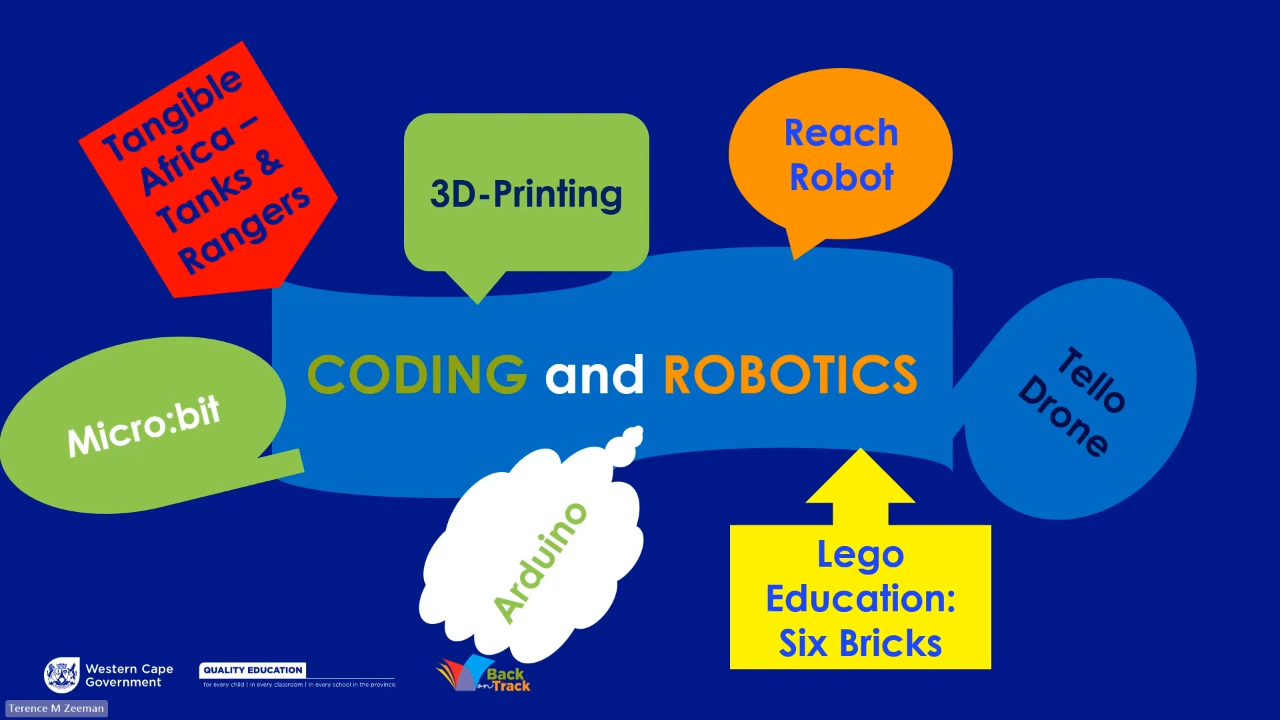 Tangible
Africa –
Tanks &
Rangers
3D-Printing
Reach
Robot
CODING and ROBOTICS
Micro:bit
Tello
Drone
Arduino
Lego
Education:
Six Bricks
Western Cape
Government
QUALITY EDUCATION
for every child | in every classroom | in every school in the province.
Back
on Track
Terence M Zeeman